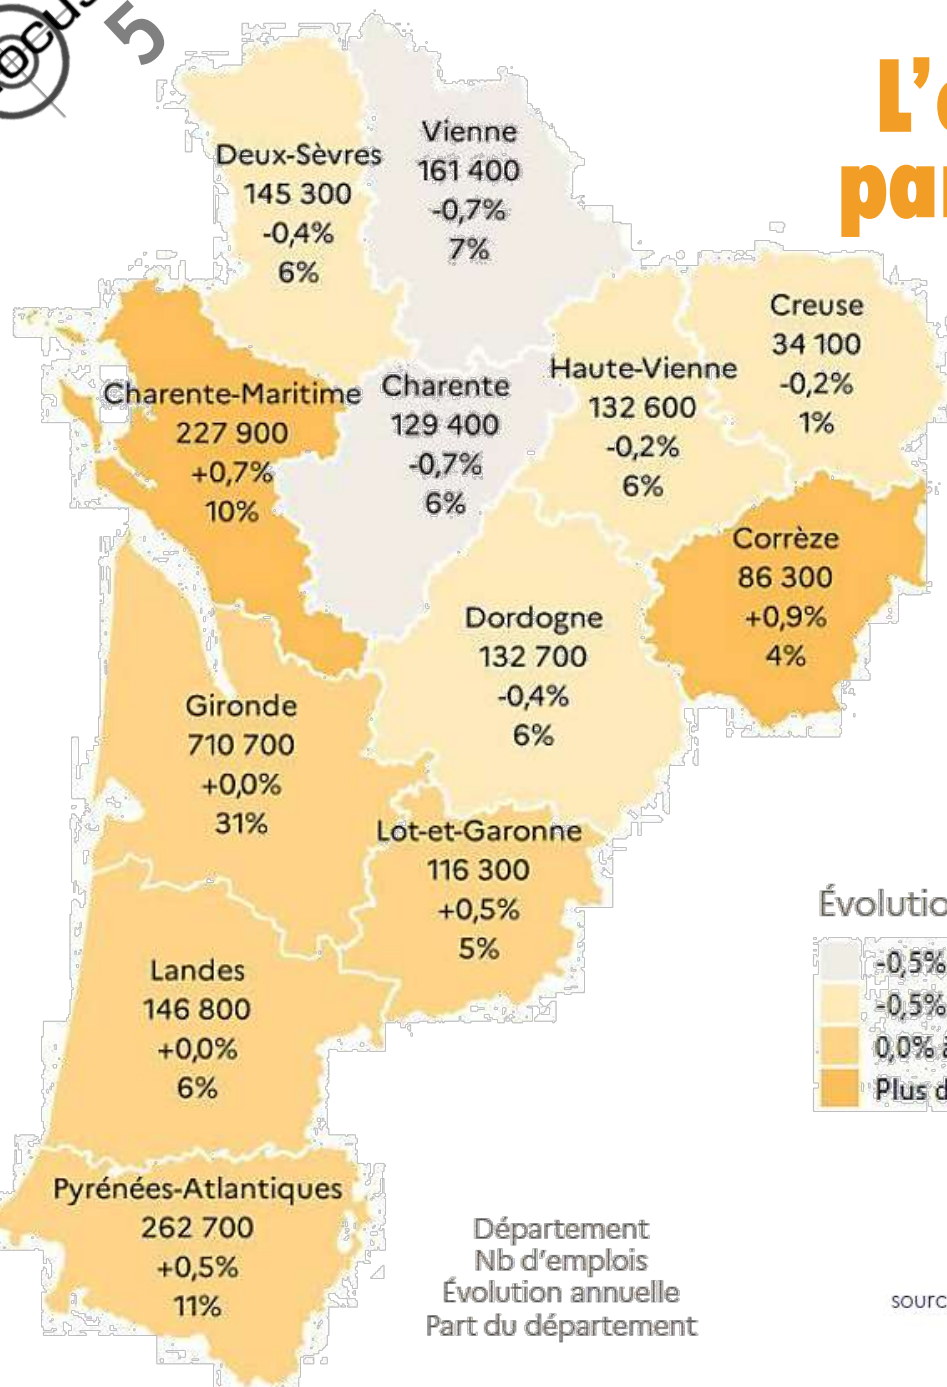 5
L'
Deux-Sèvres
145 300
-0,4%
6%
Vienne
161 400
-0,7%
7%
Creuse
34 100
-0,2%
1%
Haute-Vienne
132 600
-0,2%
6%
Charente-Maritime
227 900
+0,7%
10%
Charente
129 400
-0,7%
6%
Corrèze
86 300
+0,9%
4%
Dordogne
132 700
-0,4%
6%
Gironde
710 700
+0,0%
31%
Lot-et-Garonne
116 300
+0,5%
5%
Landes
146 800
+0,0%
6%
Pyrénées-Atlantiques
262 700
+0,5%
11%
-0,5%
-0,5%
0,0% à
Plus
Département
Nb d'emplois
Évolution annuelle
Part du département